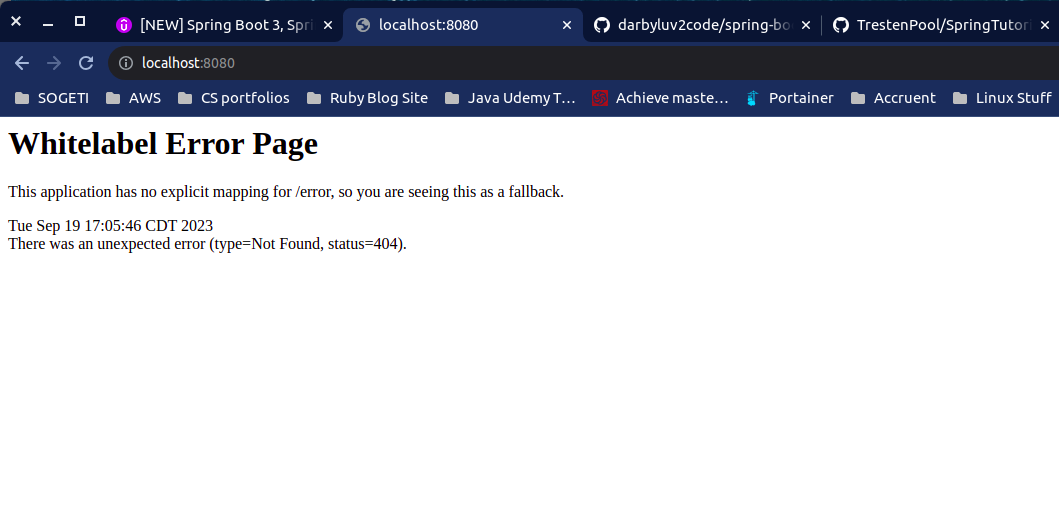 [NEW] Spring Boot 3, Spri localhost:8080 darbyluv2code/spring-bo TrestenPool/SpringTutori
localhost:8080
SOGETI AWS CS portfolios Ruby Blog Site Java Udemy T… Achieve maste… Portainer Accruent Linux Stuff
Whitelabel Error Page
This application has no explicit mapping for /error, so you are seeing this as a fallback.
Tue Sep 19 17:05:46 CDT 2023
There was an unexpected error (type=Not Found, status=404).